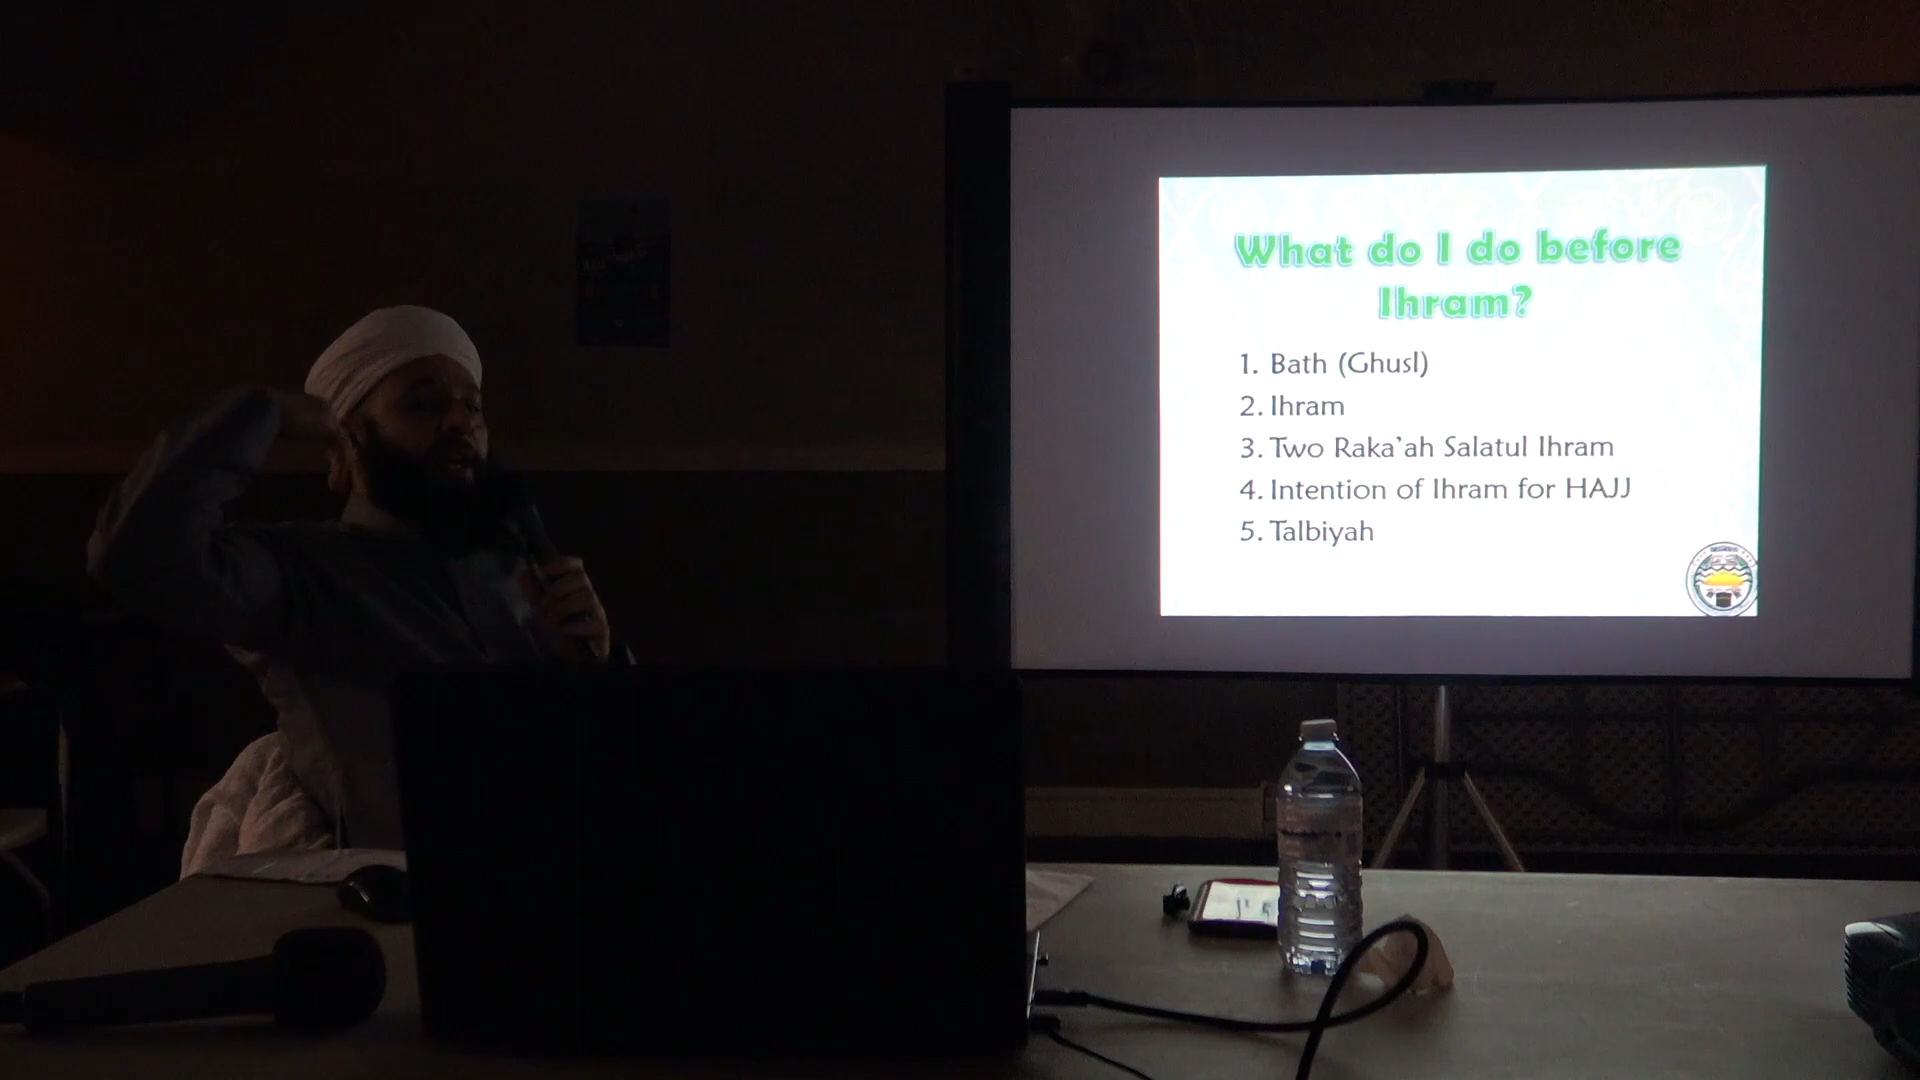 What do I do before
Ihram?
1. Bath (Ghusl)
2. Ihram
3. Two Raka'ah Salatul Ihram
4. Intention of Ihram for HAJJ
5. Talbiyah